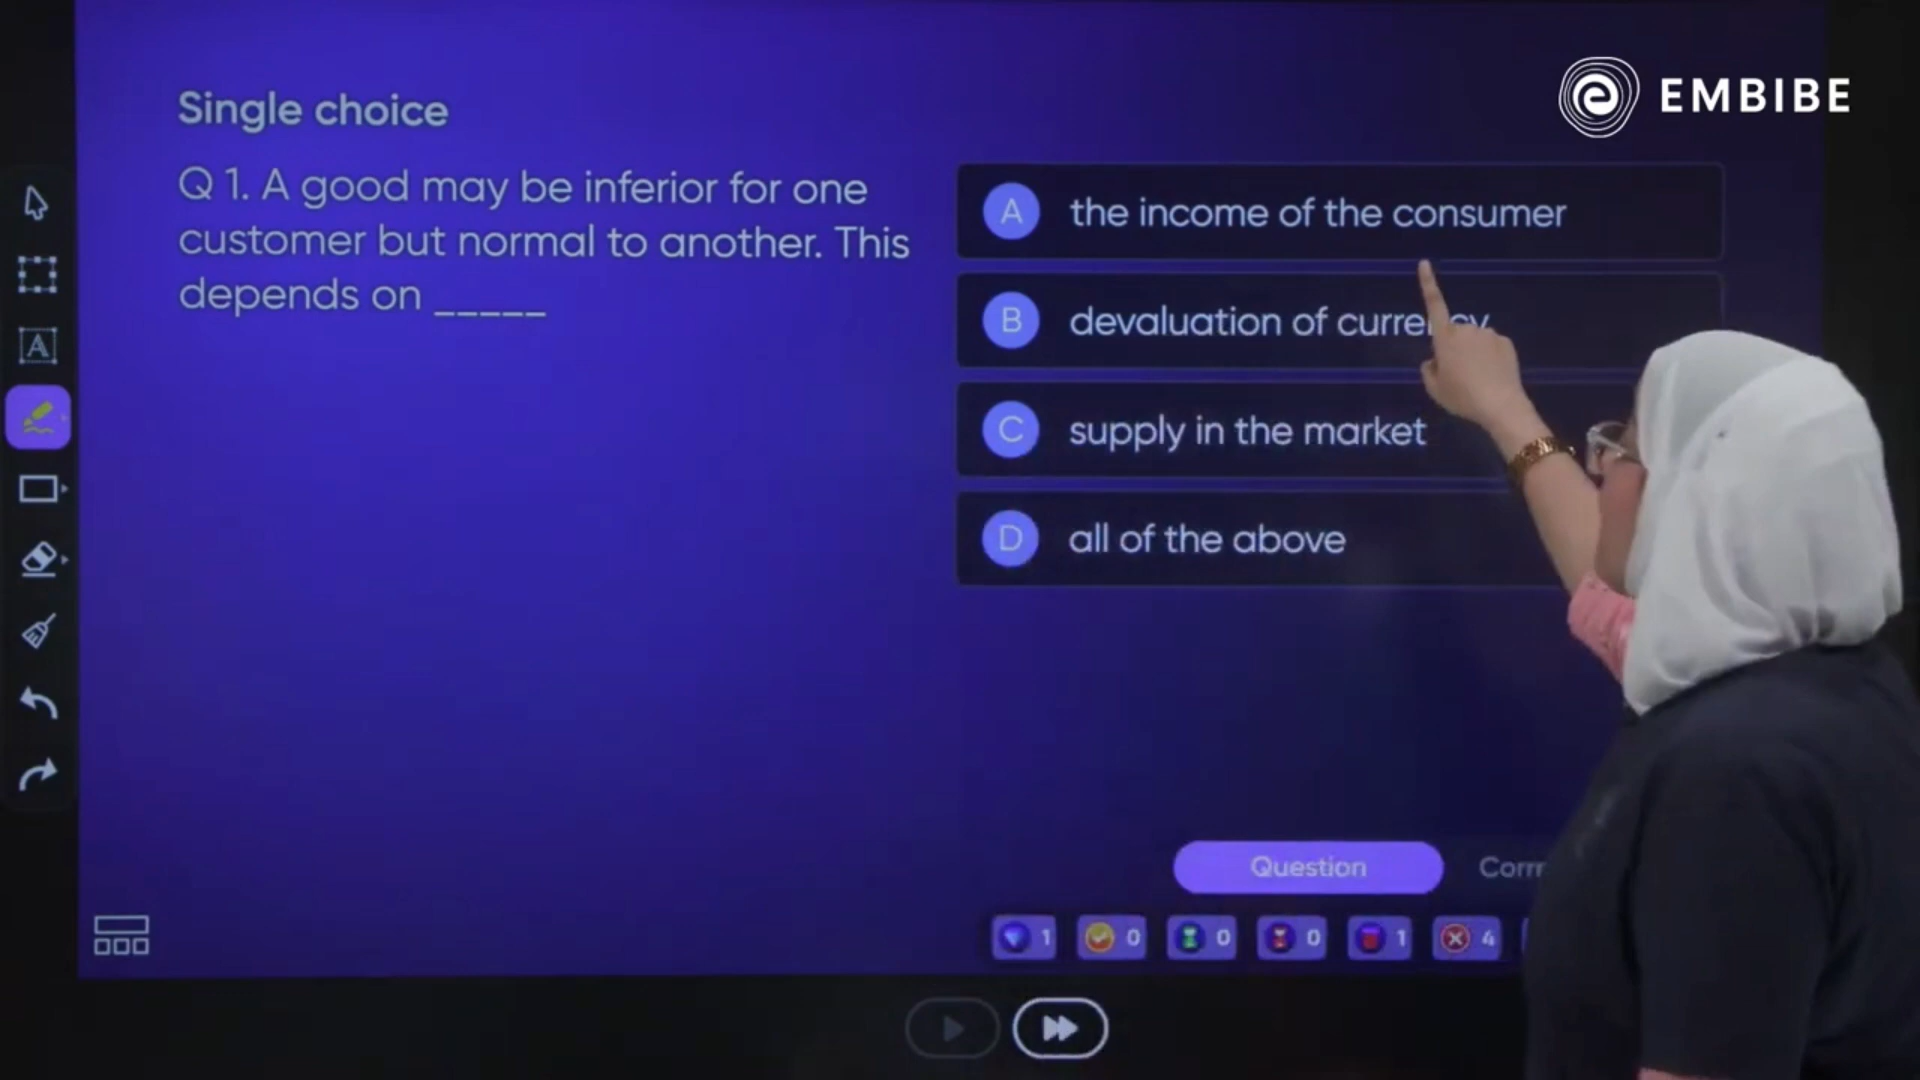 EMBIBE
Single choice
Q 1. A good may be inferior for one
customer but normal to another. This
depends on _____
A the income of the consumer
B devaluation of
C supply in the market
D all of the above
Question
1 0 0 0 1 4